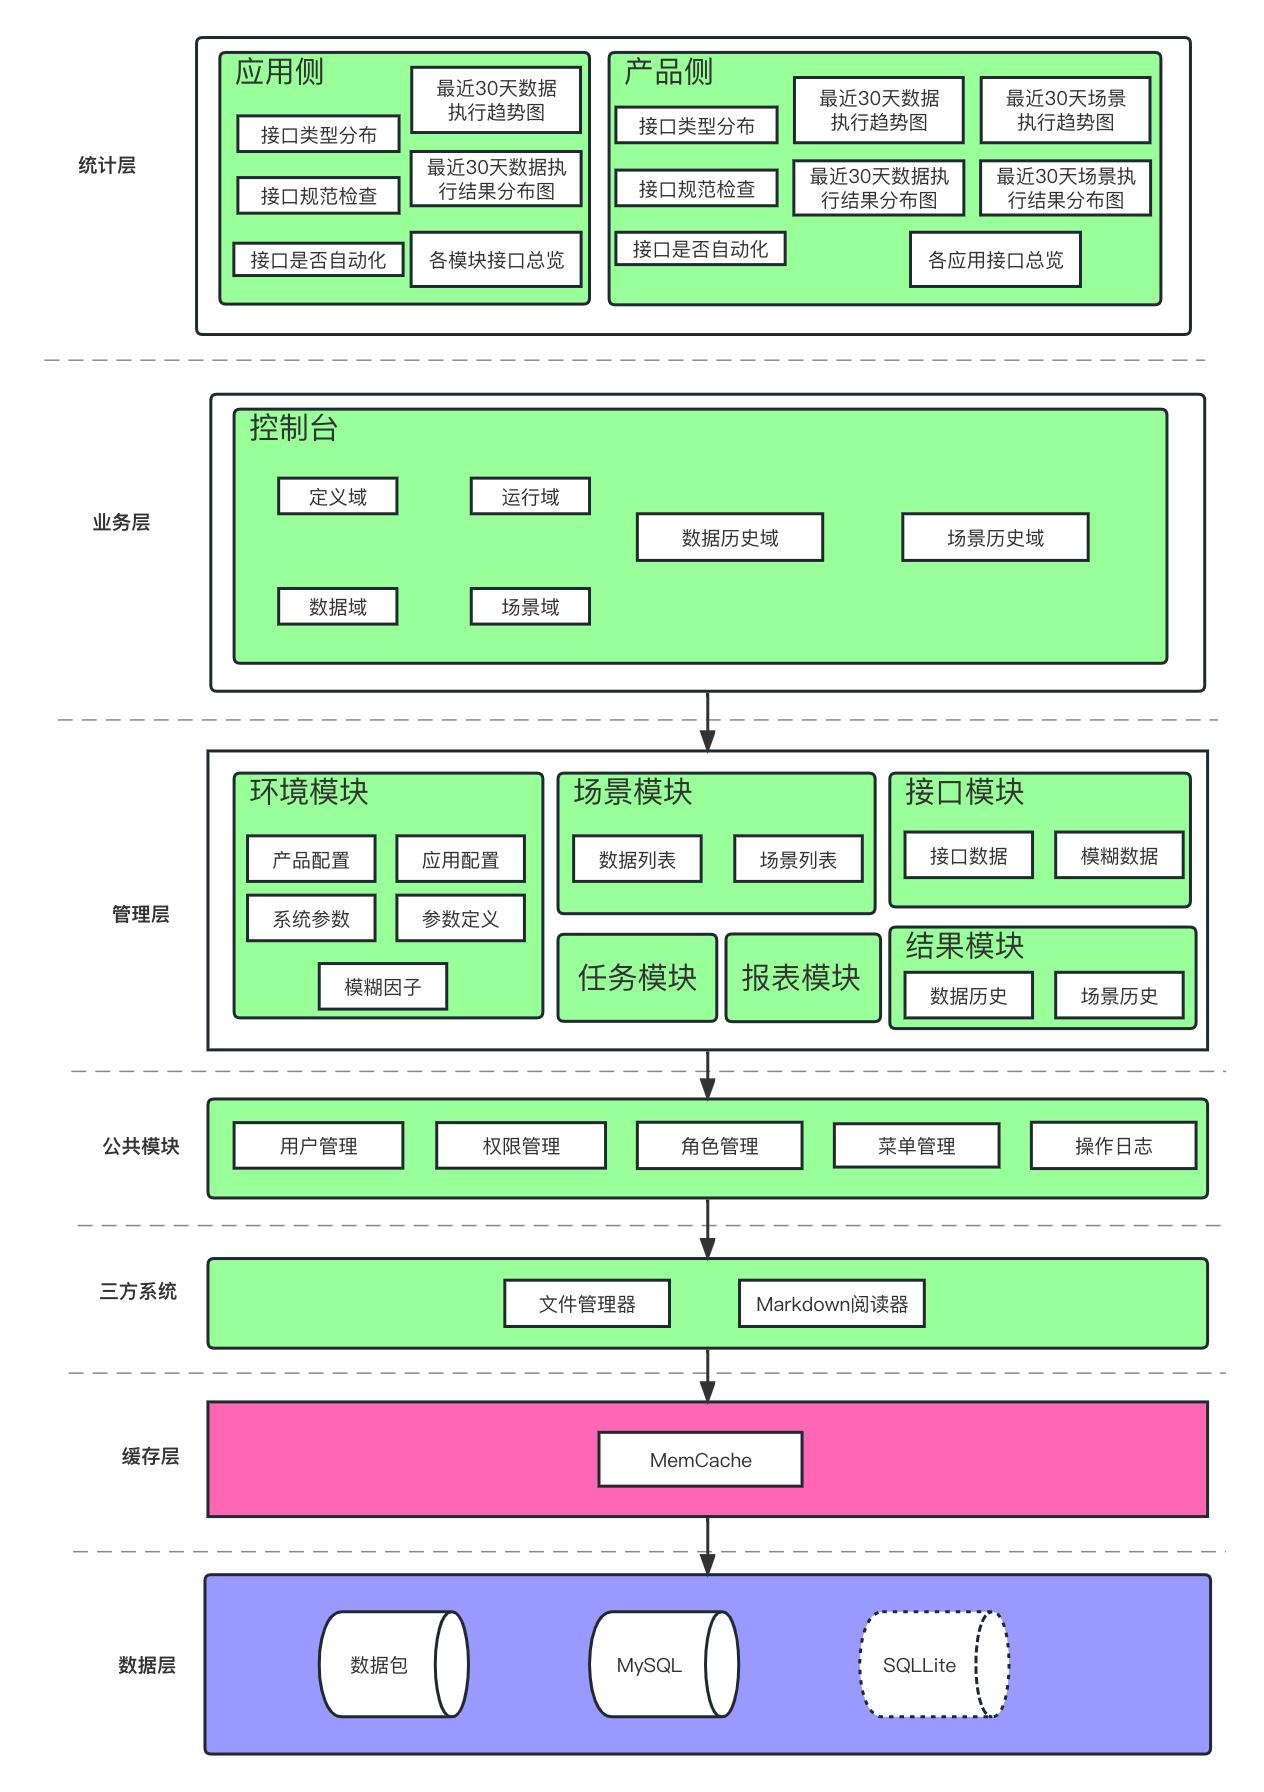 统计层
应用侧
最近30天数据
执行趋势图
接口类型分布
最近30天数据执
行结果分布图
接口规范检查
接口是否自动化
各模块接口总览
产品侧
最近30天数据
执行趋势图
最近30天场景
执行趋势图
接口类型分布
最近30天数据执
行结果分布图
最近30天场景执
行结果分布图
接口规范检查
接口是否自动化
各应用接口总览
业务层
控制台
定义域
运行域
数据历史域
场景历史域
数据域
场景域
管理层
环境模块
产品配置
应用配置
系统参数
参数定义
模糊因子
场景模块
数据列表
场景列表
接口模块
接口数据
模糊数据
任务模块
报表模块
结果模块
数据历史
场景历史
公共模块
用户管理
权限管理
角色管理
菜单管理
操作日志
三方系统
文件管理器
Markdown阅读器
缓存层
MemCache
数据层
数据包
MySQL
SQLLite